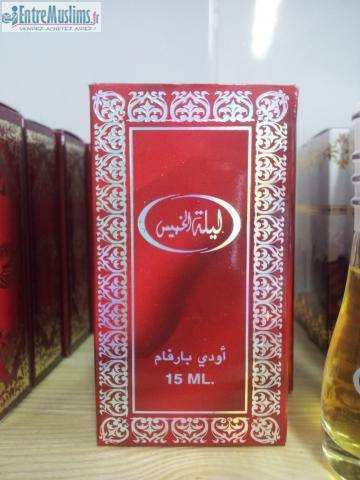 EntreMuslims.fr
VENDEZ ACHETEZ AIDEZ !
ليلة الخميس
أودي بارفام
15 ML.